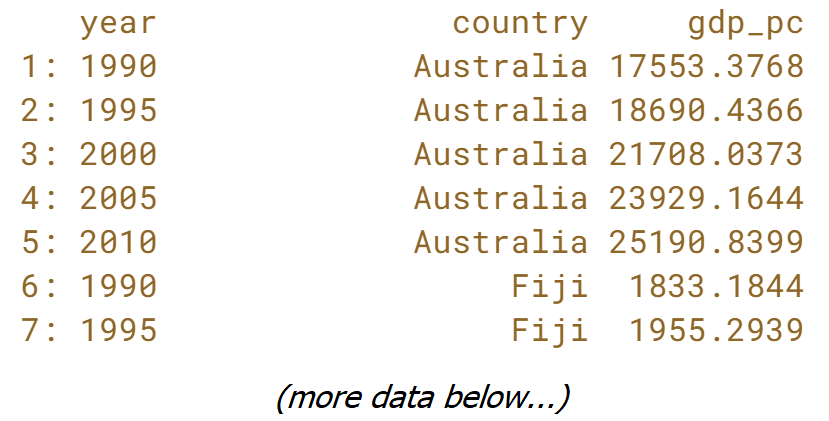 year country gdp_pc
1: 1990 Australia 17553.3768
2: 1995 Australia 18690.4366
3: 2000 Australia 21708.0373
4: 2005 Australia 23929.1644
5: 2010 Australia 25190.8399
6: 1990 Fiji 1833.1844
7: 1995 Fiji 1955.2939
(more data below...)